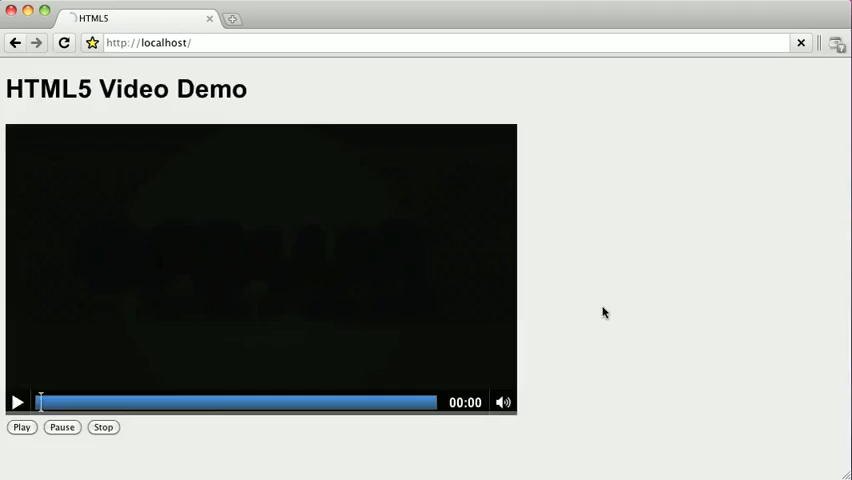 HTML5
http://localhost/
HTML5 Video Demo
00:00
Play Pause Stop